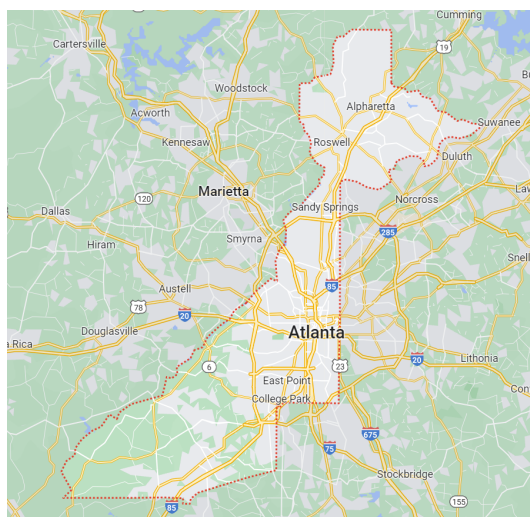 Cumming
Cartersville
19
Woodstock
Alpharetta
Acworth
Suwanee
Kennesaw
Roswell
Duluth
Marietta
120
Norcross
Sandy Springs
Dallas
285
Smyrna
Hiram
Snell
85
Austell
78
20
Douglasville
Atlanta
a Rica
20
Lithonia
6
23
East Point
College Park
675
75
Stockbridge
85
155